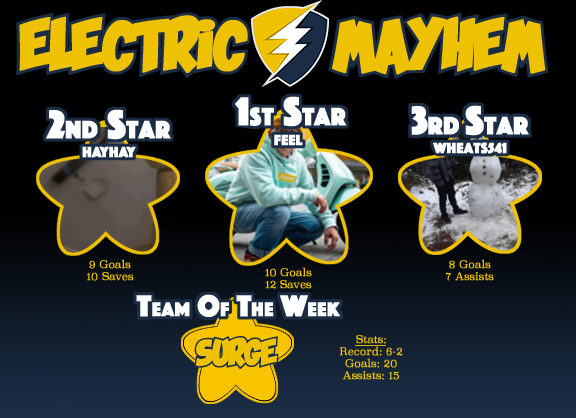 ELECTRIC MAYHEM
2ND STAR
HAYHAY
1ST STAR
FEEL
3RD STAR
WHEATS541
9 Goals
10 Saves
10 Goals
12 Saves
8 Goals
7 Assists
TEAM OF THE WEEK
SURGE
Stats:
Record: 6-2
Goals: 20
Assists: 15